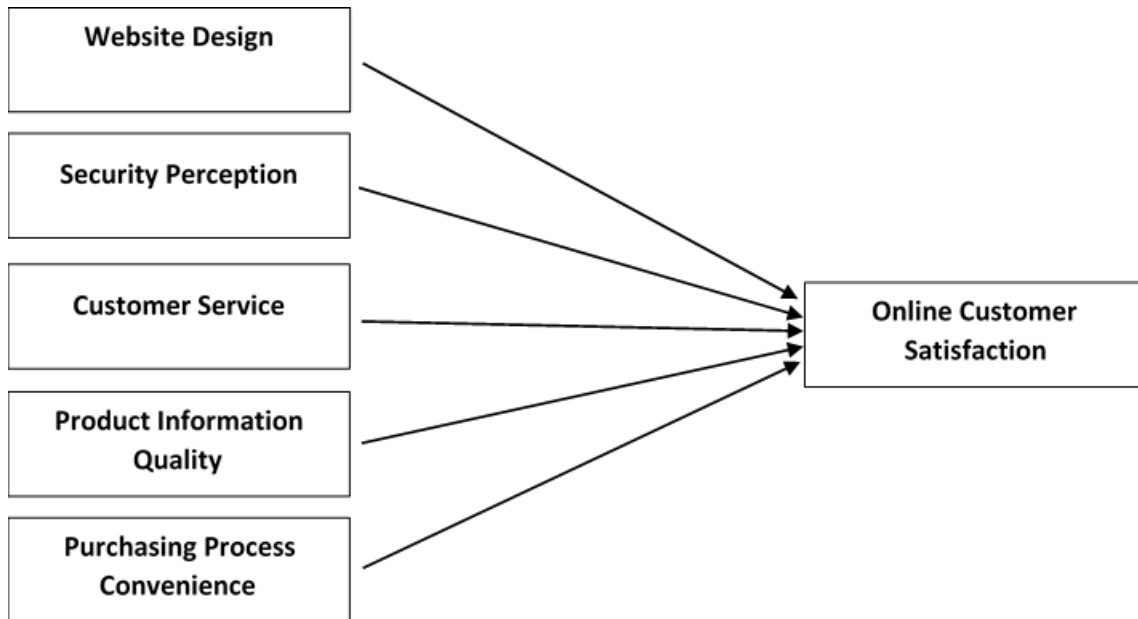 Website Design
Security Perception
Customer Service
Product Information
Quality
Purchasing Process
Convenience
Online Customer
Satisfaction